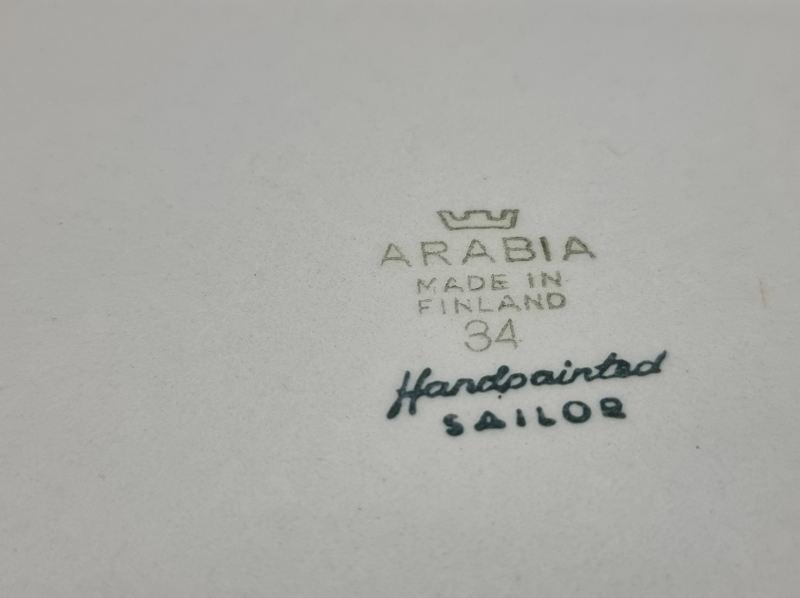 ARABIA
MADE IN
FINLAND
34
Handpainted
SAILOR